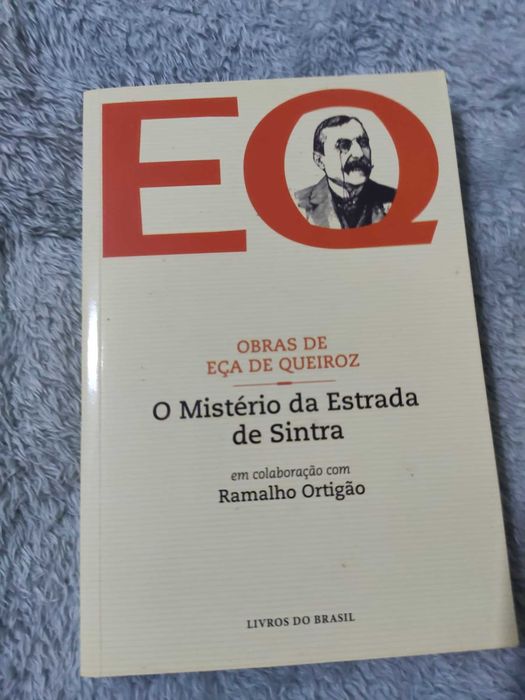 EQ
OBRAS DE
EÇA DE QUEIROZ
O Mistério da Estrada
de Sintra
em colaboração com
Ramalho Ortigão
LIVROS DO BRASIL